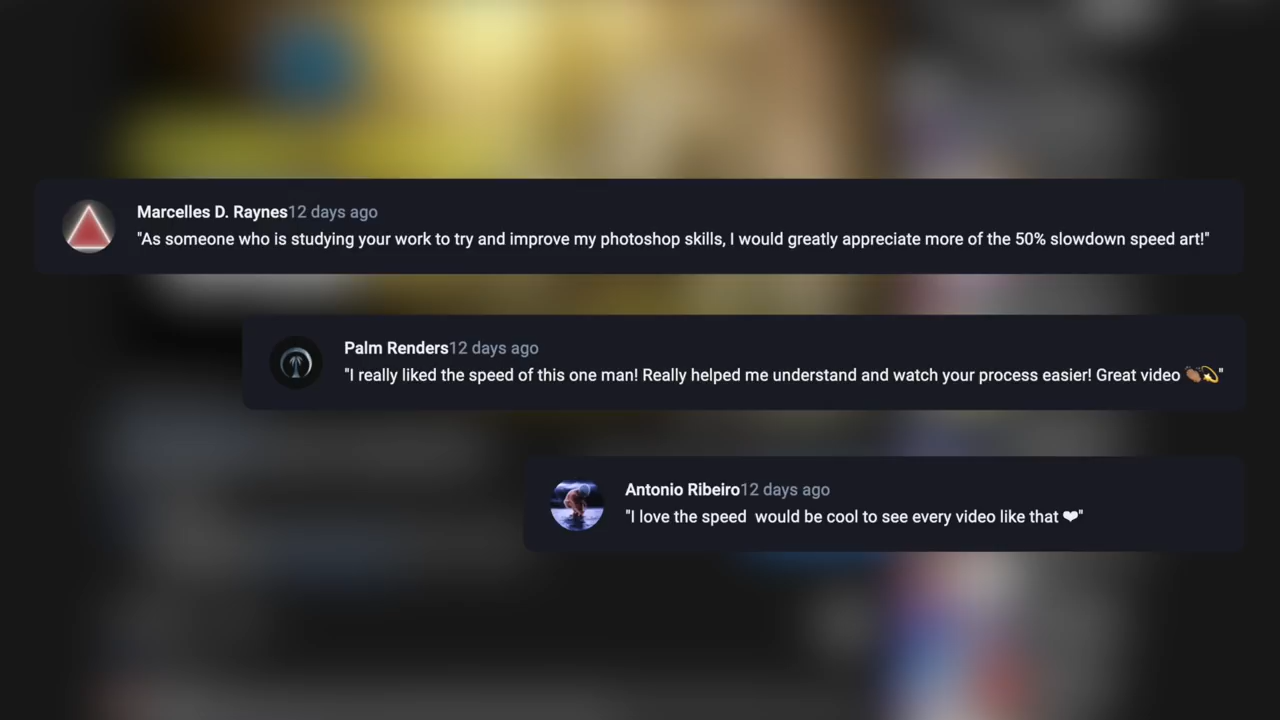 Marcelles D. Raynes12 days ago
"As someone who is studying your work to try and improve my photoshop skills, I would greatly appreciate more of the 50% slowdown speed art!"
Palm Renders12 days ago
"I really liked the speed of this one man! Really helped me understand and watch your process easier! Great video 👏🏾💫"
Antonio Ribeiro12 days ago
"I love the speed  would be cool to see every video like that ❤"